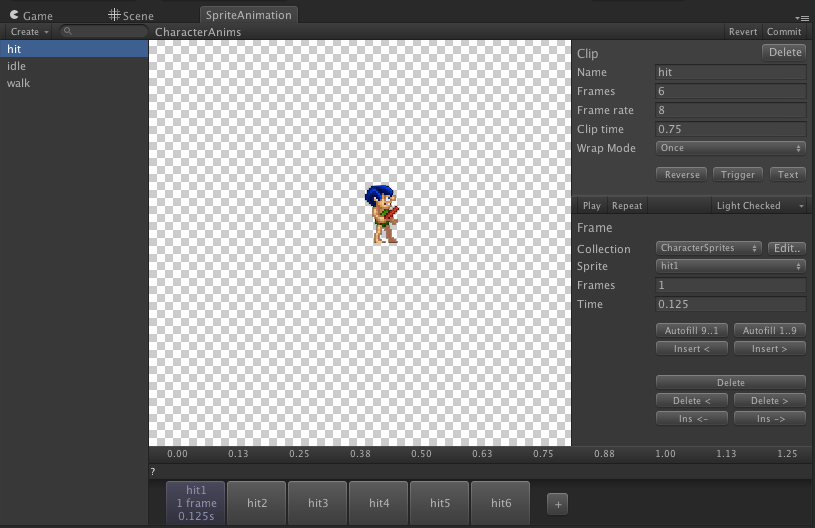 Game Scene SpriteAnimation
Create CharacterAnims Revert Commit
hit
idle
walk
Clip Delete
Name hit
Frames 6
Frame rate 8
Clip time 0.75
Wrap Mode Once
Reverse Trigger Text
Play Repeat Light Checked
Frame
Collection CharacterSprites Edit..
Sprite hit1
Frames 1
Time 0.125
Autofill 9..1 Autofill 1..9
Insert < Insert >
Delete
Delete < Delete >
Ins <- Ins ->
0.00 0.13 0.25 0.38 0.50 0.63 0.75 0.88 1.00 1.13 1.25
?
hit1
1 frame
0.125s
hit2 hit3 hit4 hit5 hit6 +